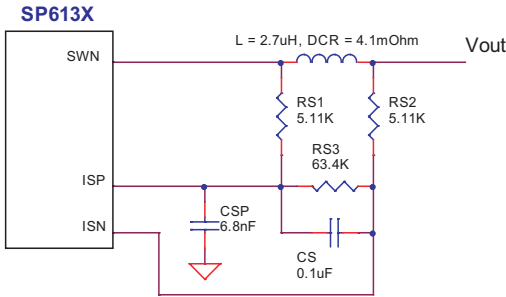 SP613X
L = 2.7uH, DCR = 4.1mOhm
Vout
SWN
RS1
5.11K
RS2
5.11K
RS3
63.4K
ISP
CSP
6.8nF
ISN
CS
0.1uF